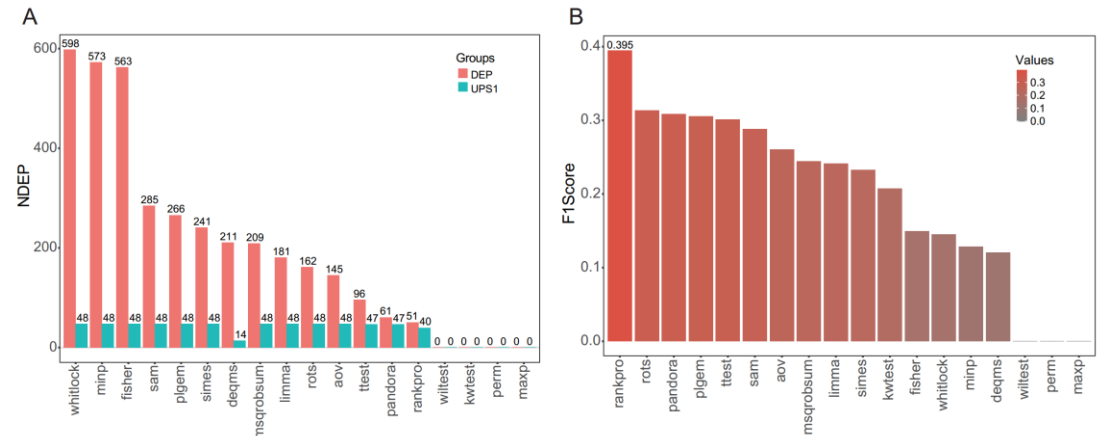 A
598
573
563
285
266
241
211
209
181
162
145
96
61
51
48 48 48 48 48 48 14 48 48 48 48 47 47 40 0 0 0 0 0 0 0 0
600
400
200
0
NDEP
Groups
DEP
UPS1
whitlock
minp
fisher
sam
plgem
simes
deqms
msqrobsum
limma
rots
aov
ttest
pandora
rankpro
wiltest
kwtest
perm
maxp
B
0.395
0.4
0.3
0.2
0.1
0.0
F1Score
Values
0.3
0.2
0.1
0.0
rankpro
rots
pandora
plgem
ttest
sam
aov
msqrobsum
limma
simes
kwtest
fisher
whitlock
minp
deqms
wiltest
perm
maxp